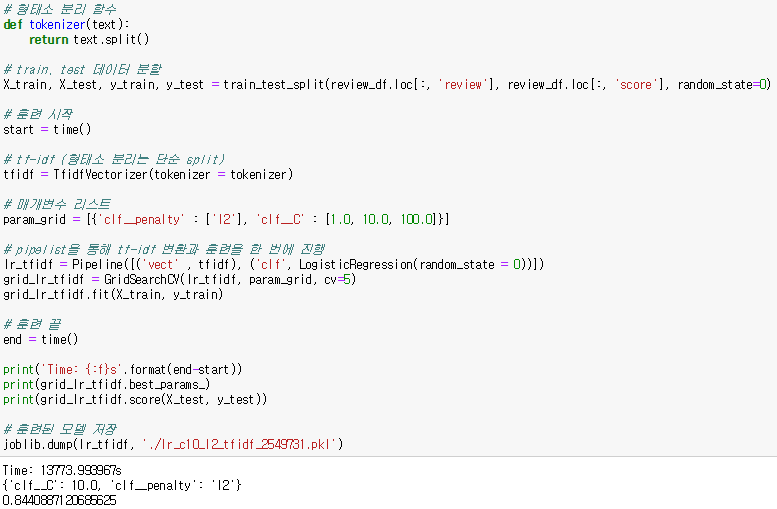 # 형태소 분리 함수
def tokenizer(text):
    return text.split()
# train, test 데이터 분할
X_train, X_test, y_train, y_test = train_test_split(review_df.loc[:, 'review'], review_df.loc[:, 'score'], random_state=0)
# 훈련 시작
start = time()
# tf-idf (형태소 분리는 단순 split)
tfidf = TfidfVectorizer(tokenizer = tokenizer)
# 매개변수 리스트
param_grid = [{'clf__penalty' : ['l2'], 'clf__C' : [1.0, 10.0, 100.0]}]
# pipelist을 통해 tf-idf 변환과 훈련을 한 번에 진행
lr_tfidf = Pipeline([('vect' , tfidf), ('clf', LogisticRegression(random_state = 0))])
grid_lr_tfidf = GridSearchCV(lr_tfidf, param_grid, cv=5)
grid_lr_tfidf.fit(X_train, y_train)
# 훈련 끝
end = time()
print('Time: {:f}s'.format(end-start))
print(grid_lr_tfidf.best_params_)
print(grid_lr_tfidf.score(X_test, y_test))
# 훈련된 모델 저장
joblib.dump(lr_tfidf, './lr_c10_l2_tfidf_2549731.pkl')
Time: 13773.993967s
{'clf__C': 10.0, 'clf__penalty': 'l2'}
0.8440887120685625